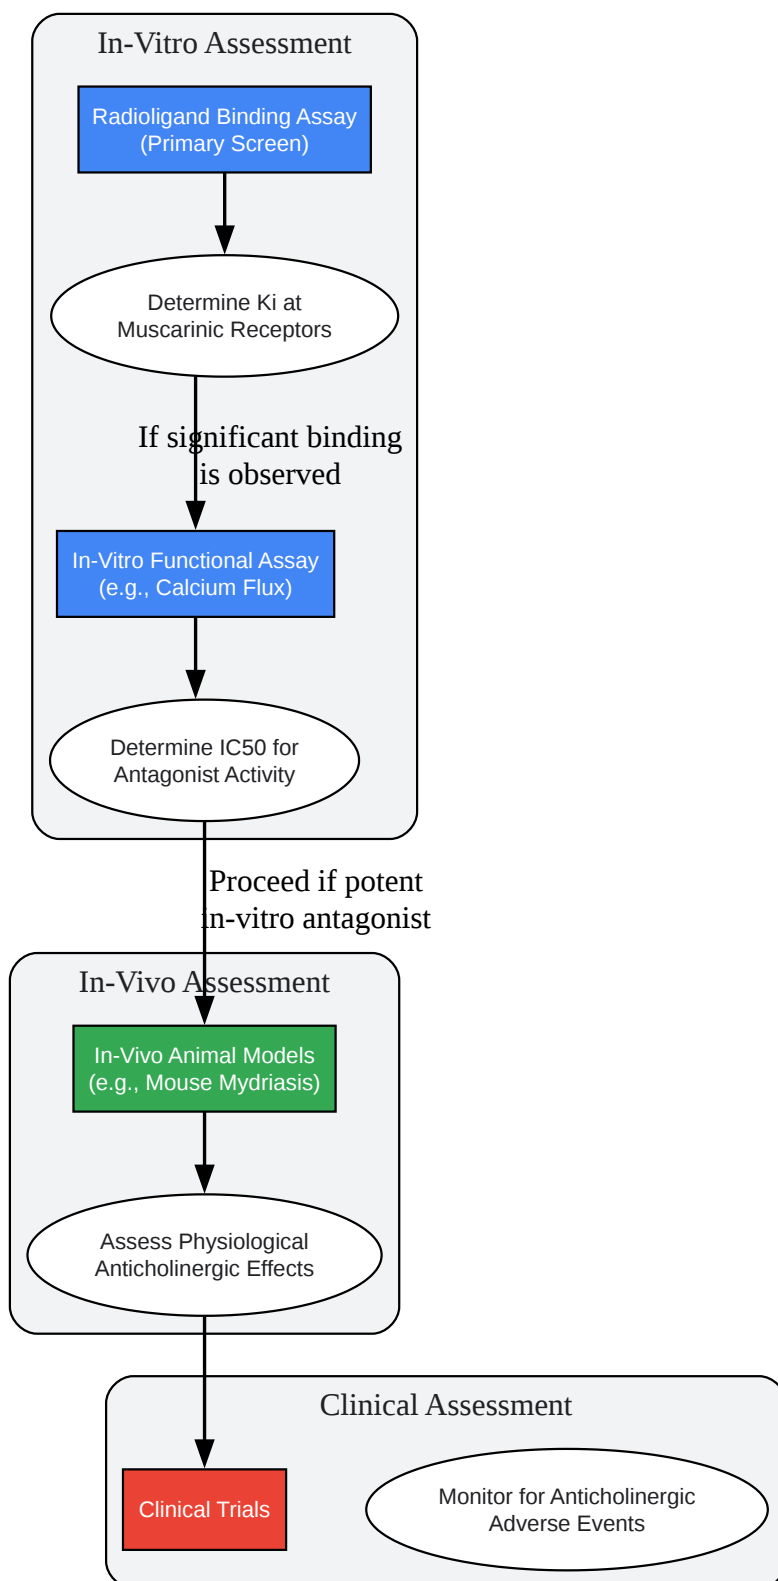 In-Vitro Assessment
Radioligand Binding Assay
(Primary Screen)
Determine Ki at
Muscarinic Receptors
If significant binding
is observed
In-Vitro Functional Assay
(e.g., Calcium Flux)
Determine IC50 for
Antagonist Activity
Proceed if potent
in-vitro antagonist
In-Vivo Assessment
In-Vivo Animal Models
(e.g., Mouse Mydriasis)
Assess Physiological
Anticholinergic Effects
Clinical Assessment
Clinical Trials
Monitor for Anticholinergic
Adverse Events